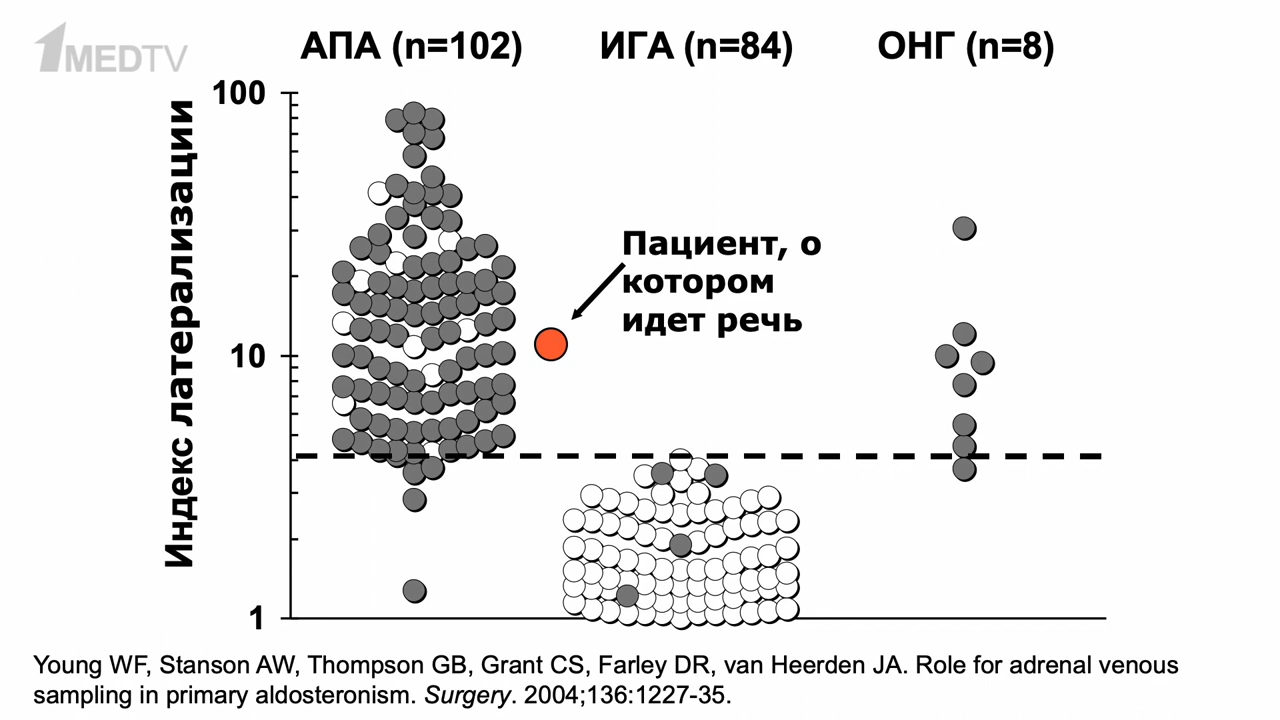 1MEDTV
АПА (n=102)
ИГА (n=84)
ОНГ (n=8)
100
10
1
Индекс латерализации
Пациент, о
котором
идет речь
Young WF, Stanson AW, Thompson GB, Grant CS, Farley DR, van Heerden JA. Role for adrenal venous
sampling in primary aldosteronism. Surgery. 2004;136:1227-35.